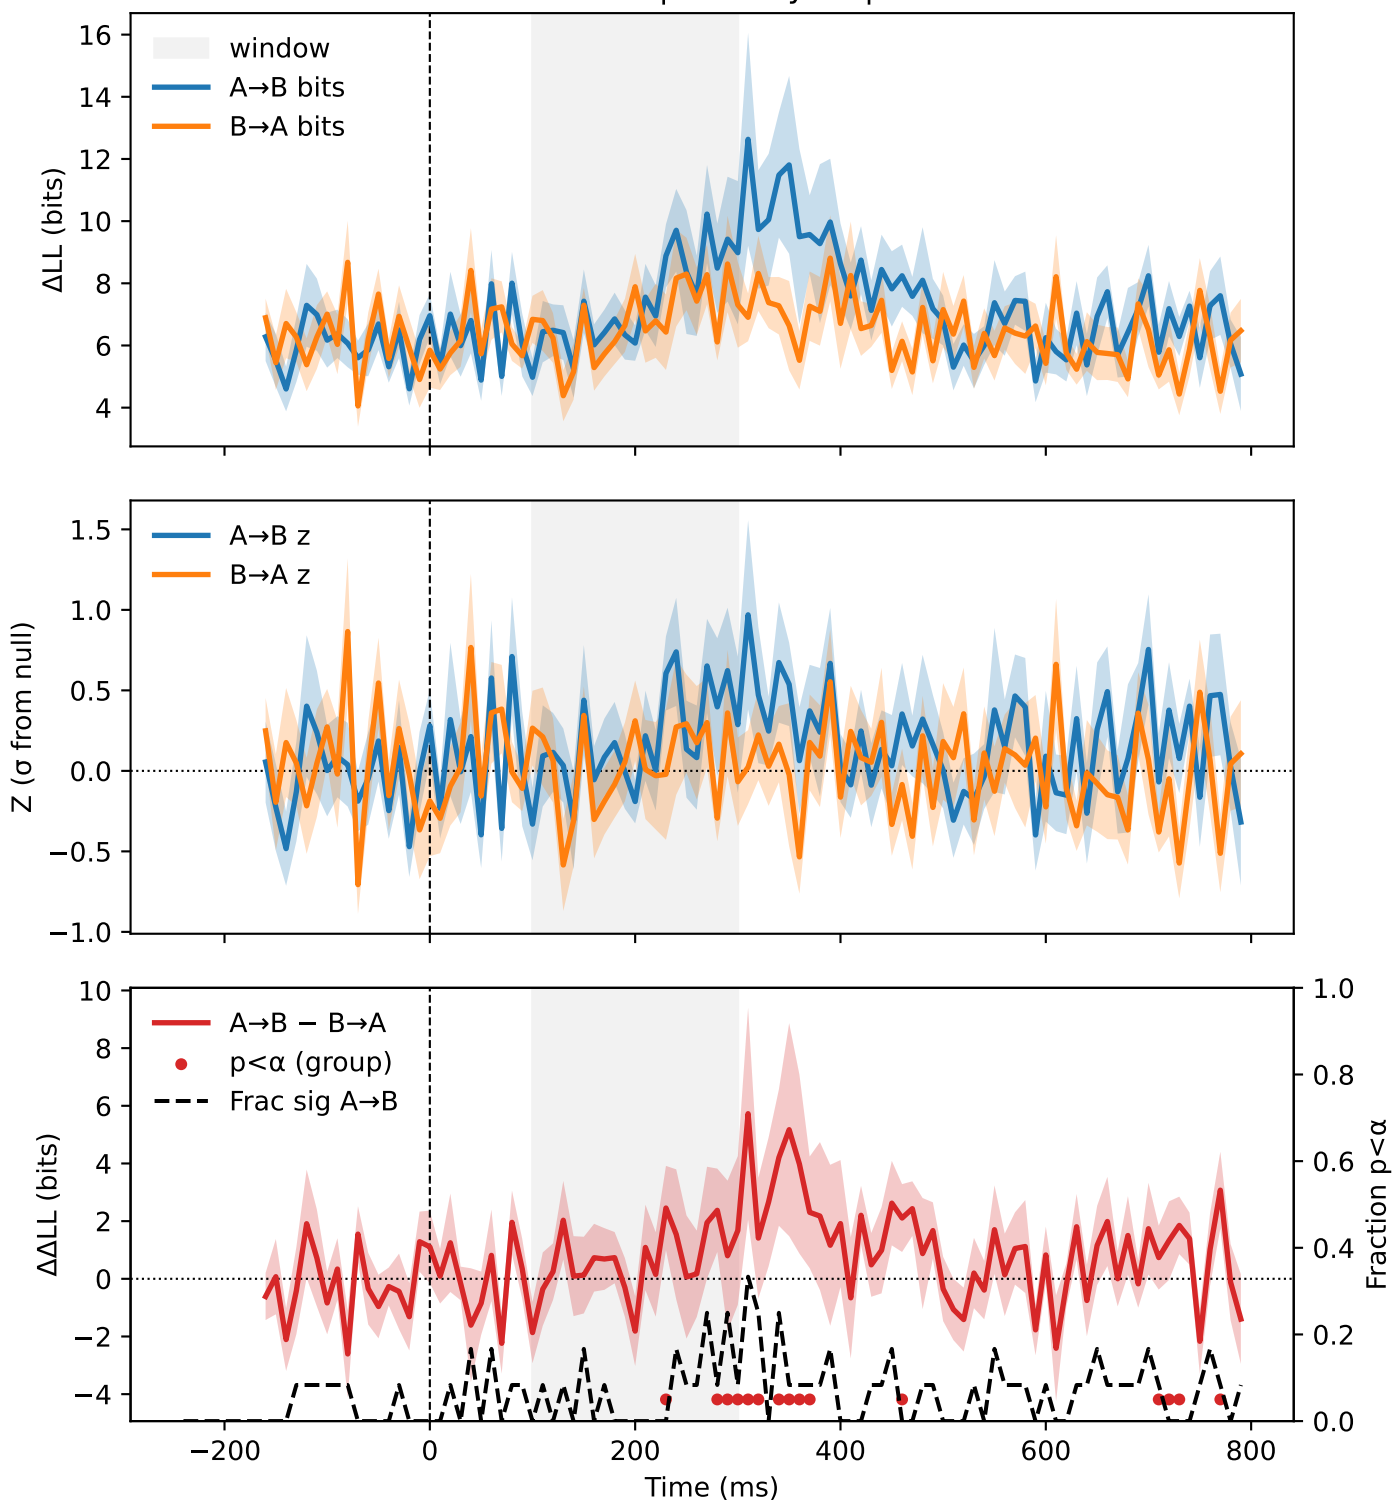 16
14
12
10
8
6
4
ΔLL (bits)
window
A→B bits
B→A bits
1.5
1.0
0.5
0.0
−0.5
−1.0
Z (σ from null)
A→B z
B→A z
10
8
6
4
2
0
−2
−4
ΔΔLL (bits)
A→B − B→A
p<α (group)
Frac sig A→B
1.0
0.8
0.6
0.4
0.2
0.0
Fraction p<α
−200
0
200
400
600
800
Time (ms)